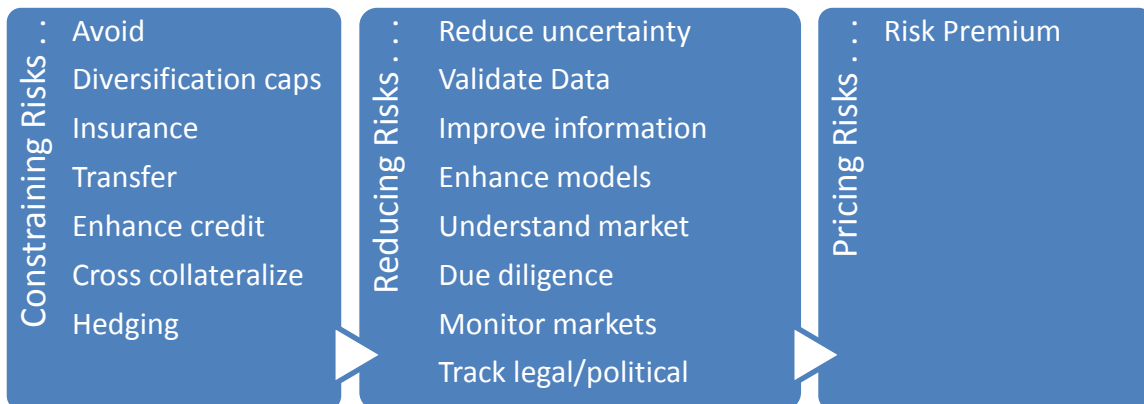 Constraining Risks . . :
Avoid
Diversification caps
Insurance
Transfer
Enhance credit
Cross collateralize
Hedging
Reducing Risks . . :
Reduce uncertainty
Validate Data
Improve information
Enhance models
Understand market
Due diligence
Monitor markets
Track legal/political
Pricing Risks . . :
Risk Premium